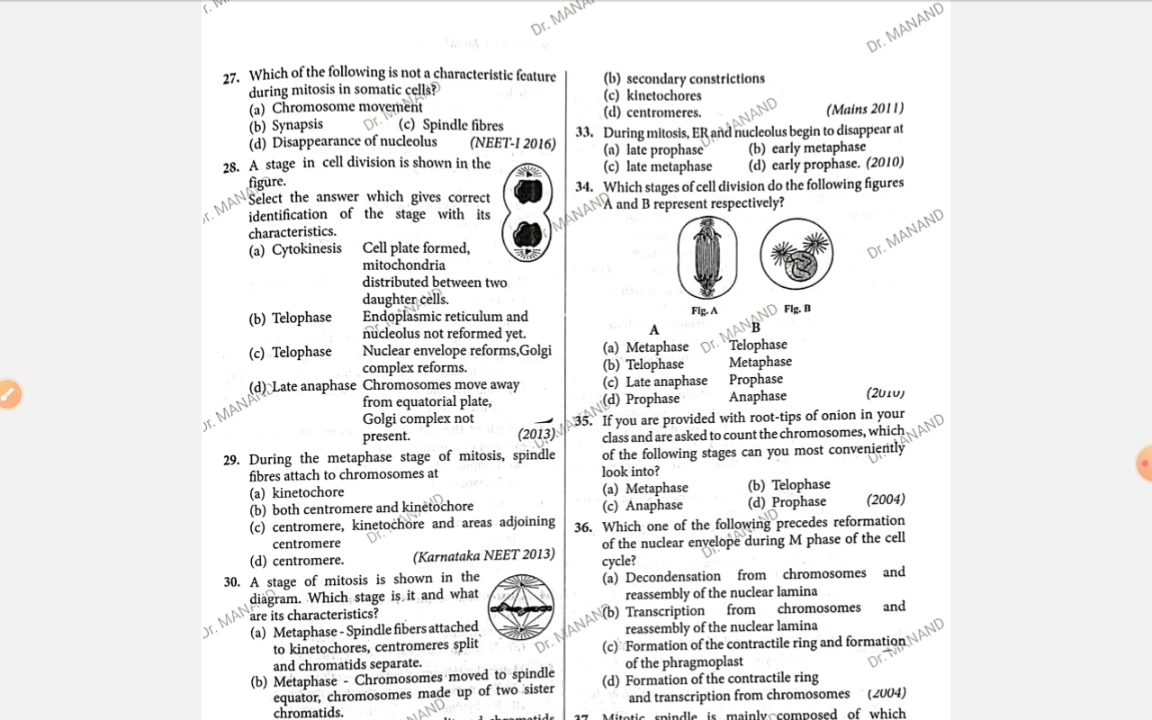 27. Which of the following is not a characteristic feature
during mitosis in somatic cells?
(a) Chromosome movement
(b) Synapsis (c) Spindle fibres
(d) Disappearance of nucleolus (NEET-I 2016)
28. A stage in cell division is shown in the
figure.
Select the answer which gives correct
identification of the stage with its
characteristics.
(a) Cytokinesis Cell plate formed,
mitochondria
distributed between two
daughter cells.
(b) Telophase Endoplasmic reticulum and
nucleolus not reformed yet.
(c) Telophase Nuclear envelope reforms,Golgi
complex reforms.
(d) Late anaphase Chromosomes move away
from equatorial plate,
Golgi complex not
present. (2013)
29. During the metaphase stage of mitosis, spindle
fibres attach to chromosomes at
(a) kinetochore
(b) both centromere and kinetochore
(c) centromere, kinetochore and areas adjoining
centromere
(d) centromere. (Karnataka NEET 2013)
30. A stage of mitosis is shown in the
diagram. Which stage is it and what
are its characteristics?
(a) Metaphase - Spindle fibers attached
to kinetochores, centromeres split
and chromatids separate.
(b) Metaphase - Chromosomes moved to spindle
equator, chromosomes made up of two sister
chromatids.
(b) secondary constrictions
(c) kinetochores
(d) centromeres. (Mains 2011)
33. During mitosis, ER and nucleolus begin to disappear at
(a) late prophase (b) early metaphase
(c) late metaphase (d) early prophase. (2010)
34. Which stages of cell division do the following figures
A and B represent respectively?
Fig. A Fig. B
A B
(a) Metaphase Telophase
(b) Telophase Metaphase
(c) Late anaphase Prophase
(d) Prophase Anaphase (2010)
35. If you are provided with root-tips of onion in your
class and are asked to count the chromosomes, which
of the following stages can you most conveniently
look into?
(a) Metaphase (b) Telophase
(c) Anaphase (d) Prophase (2004)
36. Which one of the following precedes reformation
of the nuclear envelope during M phase of the cell
cycle?
(a) Decondensation from chromosomes and
reassembly of the nuclear lamina
(b) Transcription from chromosomes and
reassembly of the nuclear lamina
(c) Formation of the contractile ring and formation
of the phragmoplast
(d) Formation of the contractile ring
and transcription from chromosomes (2004)
37. Mitotic spindle is mainly composed of which
Dr. MANAND